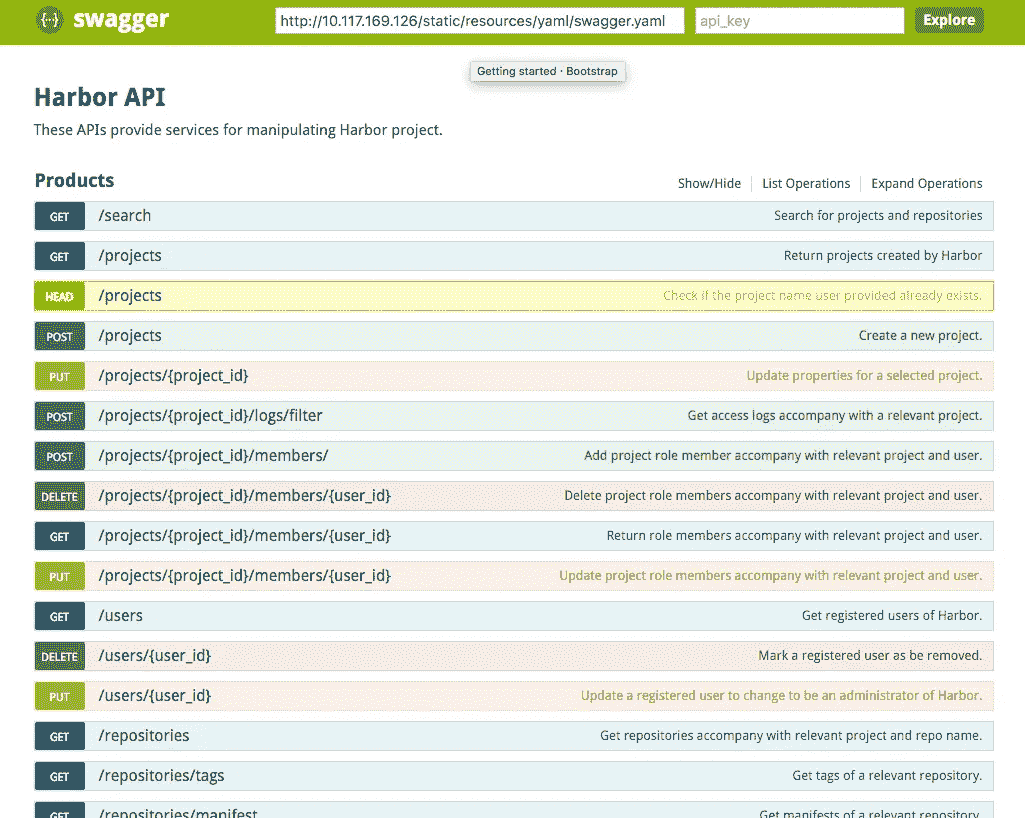 {···} swagger http://10.117.169.126/static/resources/yaml/swagger.yaml api_key Explore
Getting started · Bootstrap
Harbor API
These APIs provide services for manipulating Harbor project.
Products Show/Hide List Operations Expand Operations
GET /search Search for projects and repositories
GET /projects Return projects created by Harbor
HEAD /projects Check if the project name user provided already exists.
POST /projects Create a new project.
PUT /projects/{project_id} Update properties for a selected project.
POST /projects/{project_id}/logs/filter Get access logs accompany with a relevant project.
POST /projects/{project_id}/members/ Add project role member accompany with relevant project and user.
DELETE /projects/{project_id}/members/{user_id} Delete project role members accompany with relevant project and user.
GET /projects/{project_id}/members/{user_id} Return role members accompany with relevant project and user.
PUT /projects/{project_id}/members/{user_id} Update project role members accompany with relevant project and user.
GET /users Get registered users of Harbor.
DELETE /users/{user_id} Mark a registered user as be removed.
PUT /users/{user_id} Update a registered user to change to be an administrator of Harbor.
GET /repositories Get repositories accompany with relevant project and repo name.
GET /repositories/tags Get tags of a relevant repository.
GET /repositories/manifest Get manifests of a relevant repository.